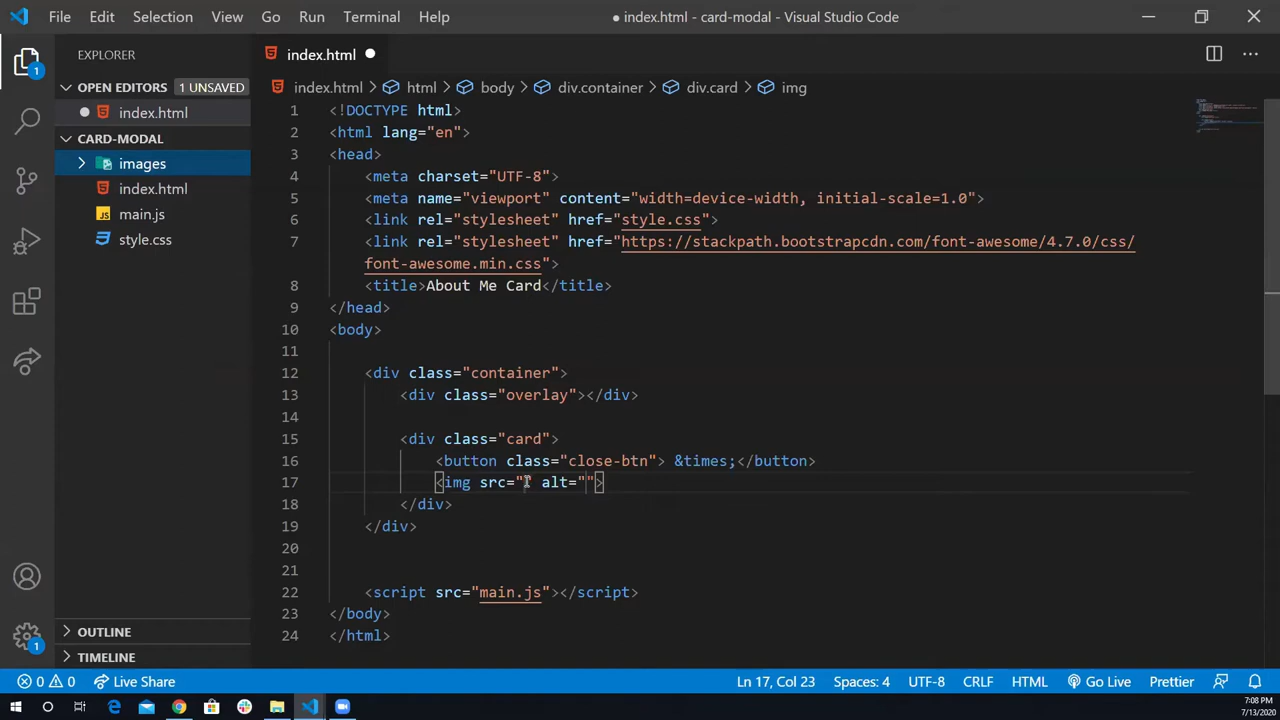 File Edit Selection View Go Run Terminal Help
● index.html - card-modal - Visual Studio Code
EXPLORER
index.html
OPEN EDITORS 1 UNSAVED
index.html > html > body > div.container > div.card > img
index.html
CARD-MODAL
images
index.html
main.js
style.css
1 <!DOCTYPE html>
2 <html lang="en">
3 <head>
4 <meta charset="UTF-8">
5 <meta name="viewport" content="width=device-width, initial-scale=1.0">
6 <link rel="stylesheet" href="style.css">
7 <link rel="stylesheet" href="https://stackpath.bootstrapcdn.com/font-awesome/4.7.0/css/
font-awesome.min.css">
8 <title>About Me Card</title>
9 </head>
10 <body>
11
12 <div class="container">
13 <div class="overlay"></div>
14
15 <div class="card">
16 <button class="close-btn"> &times;</button>
17 <img src="" alt="">
18 </div>
19 </div>
20
21
22 <script src="main.js"></script>
23 </body>
24 </html>
1
1
OUTLINE
TIMELINE
0 0 Live Share Ln 17, Col 23 Spaces: 4 UTF-8 CRLF HTML Go Live Prettier
7:08 PM
7/13/2020